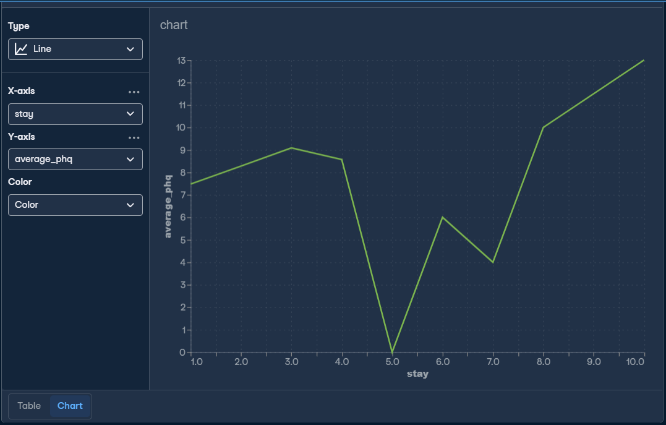 Type
Line
X-axis
stay
Y-axis
average_phq
Color
Color
chart
13
12
11
10
9
8
7
6
5
4
3
2
1
0
average_phq
1.0 2.0 3.0 4.0 5.0 6.0 7.0 8.0 9.0 10.0
stay
Table Chart